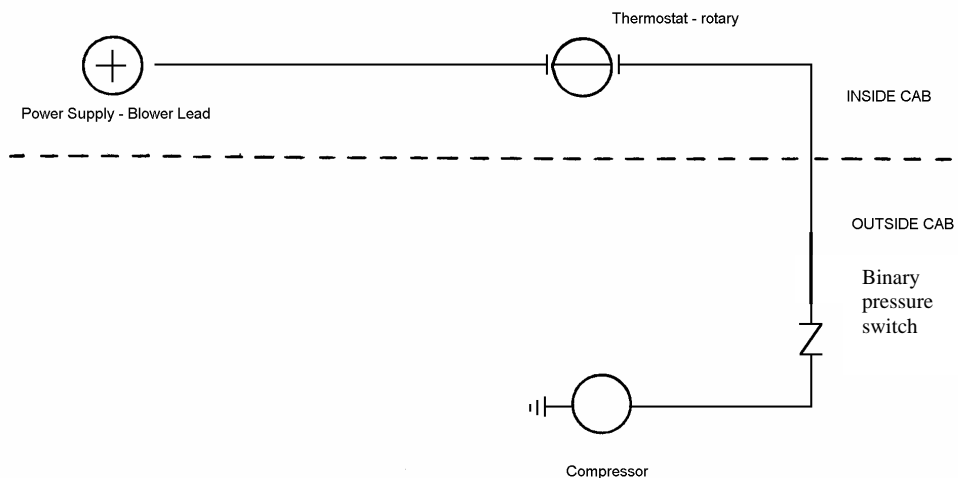 Thermostat - rotary
Power Supply - Blower Lead
INSIDE CAB
OUTSIDE CAB
Binary
pressure
switch
Compressor